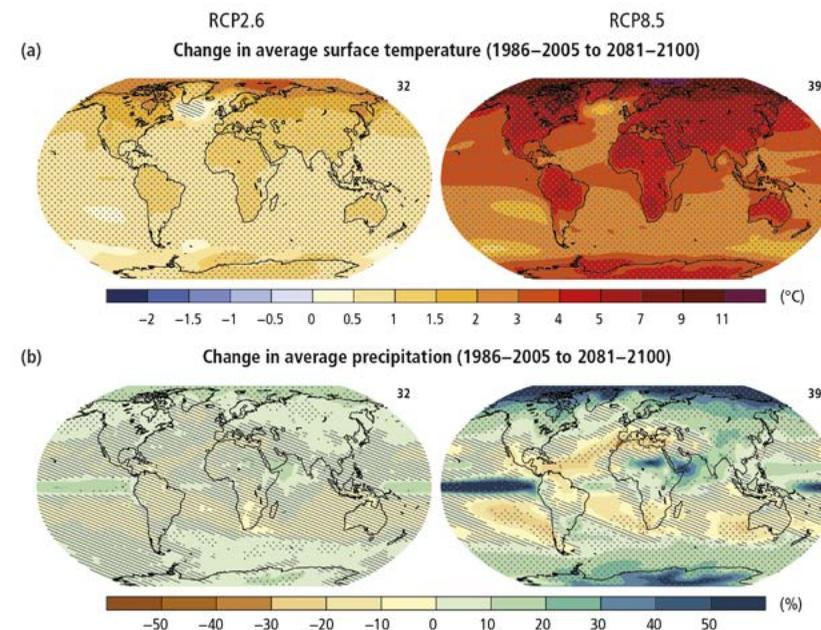 RCP2.6 RCP8.5
(a) Change in average surface temperature (1986–2005 to 2081–2100)
32 39
(°C)
−2 −1.5 −1 −0.5 0 0.5 1 1.5 2 3 4 5 7 9 11
(b) Change in average precipitation (1986–2005 to 2081–2100)
32 39
(%)
−50 −40 −30 −20 −10 0 10 20 30 40 50